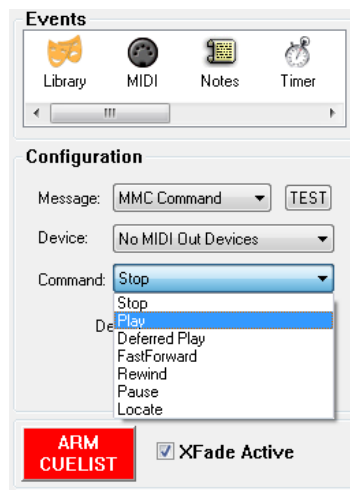 Events
Library MIDI Notes Timer
Configuration
Message: MMC Command TEST
Device: No MIDI Out Devices
Command: Stop
Stop
Play
De
Deferred Play
FastForward
Rewind
Pause
Locate
ARM
CUELIST
XFade Active